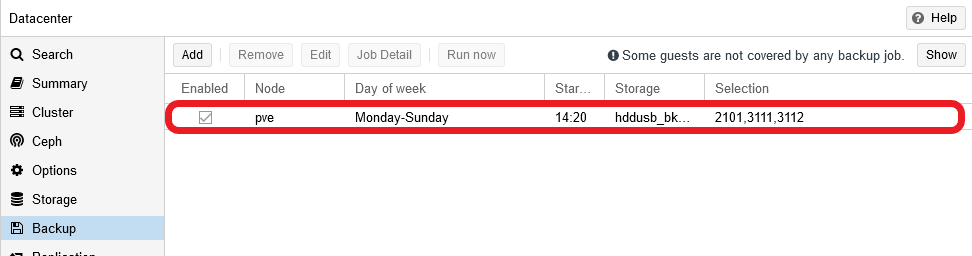 Datacenter
Help
Search
Summary
Cluster
Ceph
Options
Storage
Backup
Replication
Add Remove Edit Job Detail Run now Some guests are not covered by any backup job. Show
Enabled Node Day of week Star... Storage Selection
pve Monday-Sunday 14:20 hddusb_bk... 2101,3111,3112